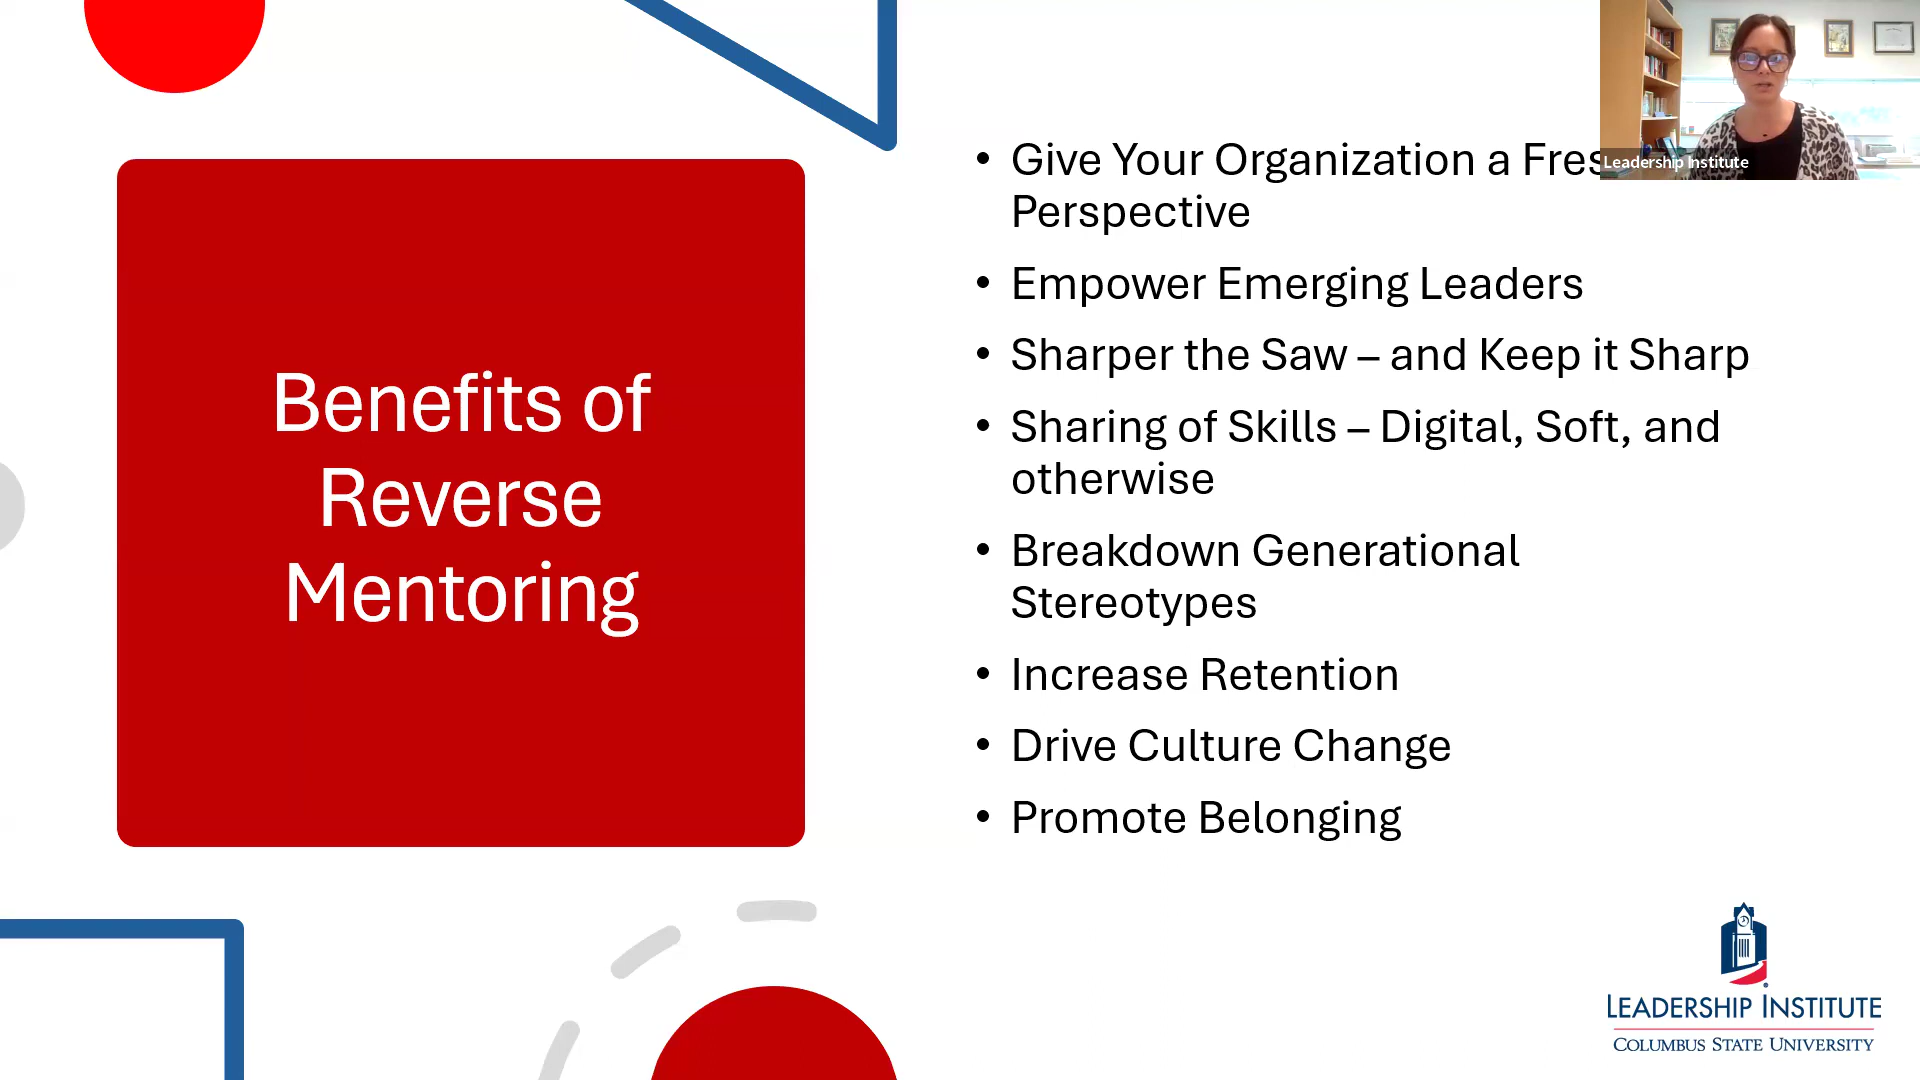 Benefits of
Reverse
Mentoring
• Give Your Organization a Fres
Perspective
• Empower Emerging Leaders
• Sharper the Saw – and Keep it Sharp
• Sharing of Skills – Digital, Soft, and
otherwise
• Breakdown Generational
Stereotypes
• Increase Retention
• Drive Culture Change
• Promote Belonging
Leadership Institute
LEADERSHIP INSTITUTE
COLUMBUS STATE UNIVERSITY